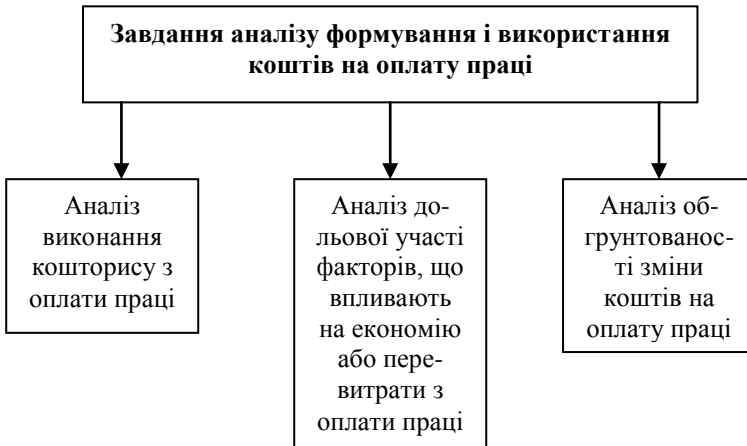 Завдання аналізу формування і використання
коштів на оплату праці
Аналіз
виконання
кошторису з
оплати праці
Аналіз до-
льової участі
факторів, що
впливають
на економію
або пере-
витрати з
оплати праці
Аналіз об-
грунтованос-
ті зміни
коштів на
оплату праці